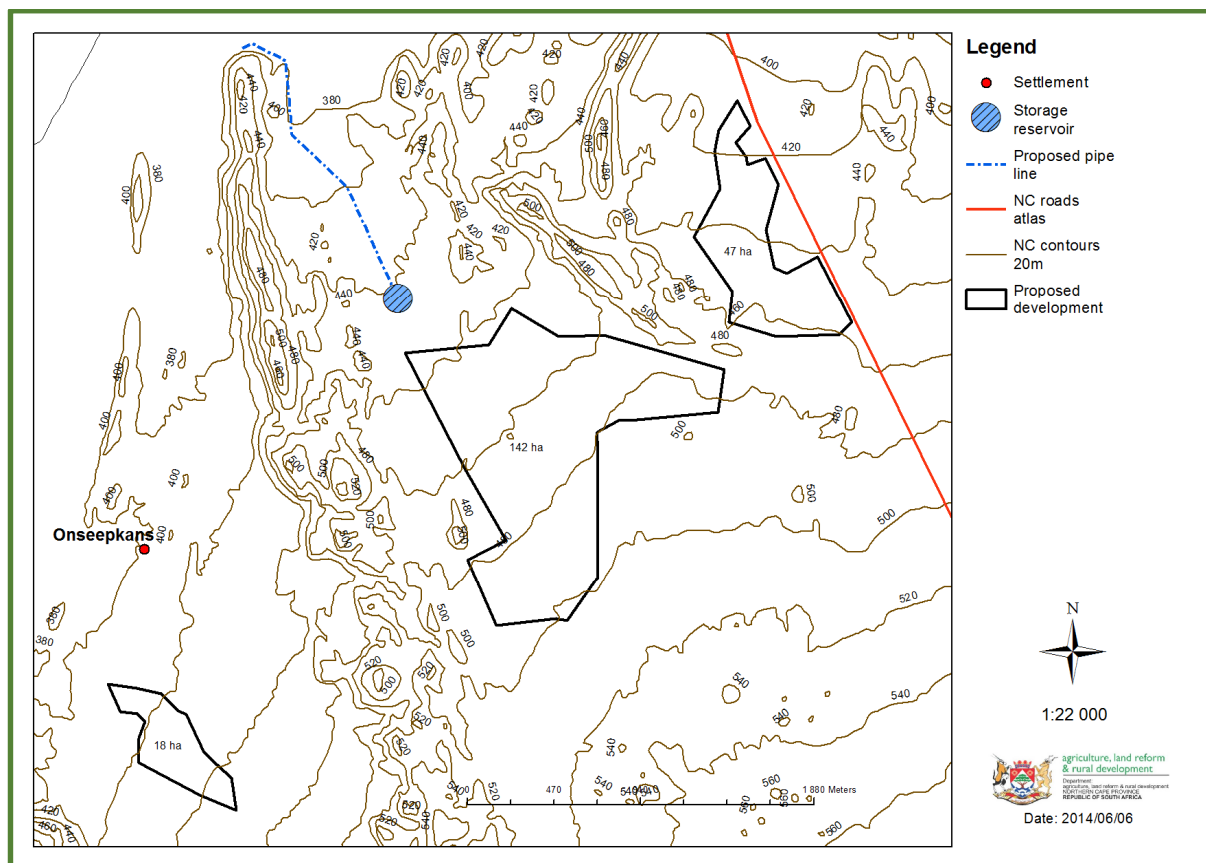 Legend
Settlement
Storage
reservoir
Proposed pipe
line
NC roads
atlas
NC contours
20m
Proposed
development
47 ha
142 ha
Onseepkans
18 ha
380
400
420
440
460
480
500
520
540
560
0
470
1 880 Meters
N
1:22 000
agriculture, land reform
& rural development
Department:
agriculture, land reform & rural development
NORTHERN CAPE PROVINCE
REPUBLIC OF SOUTH AFRICA
Date: 2014/06/06